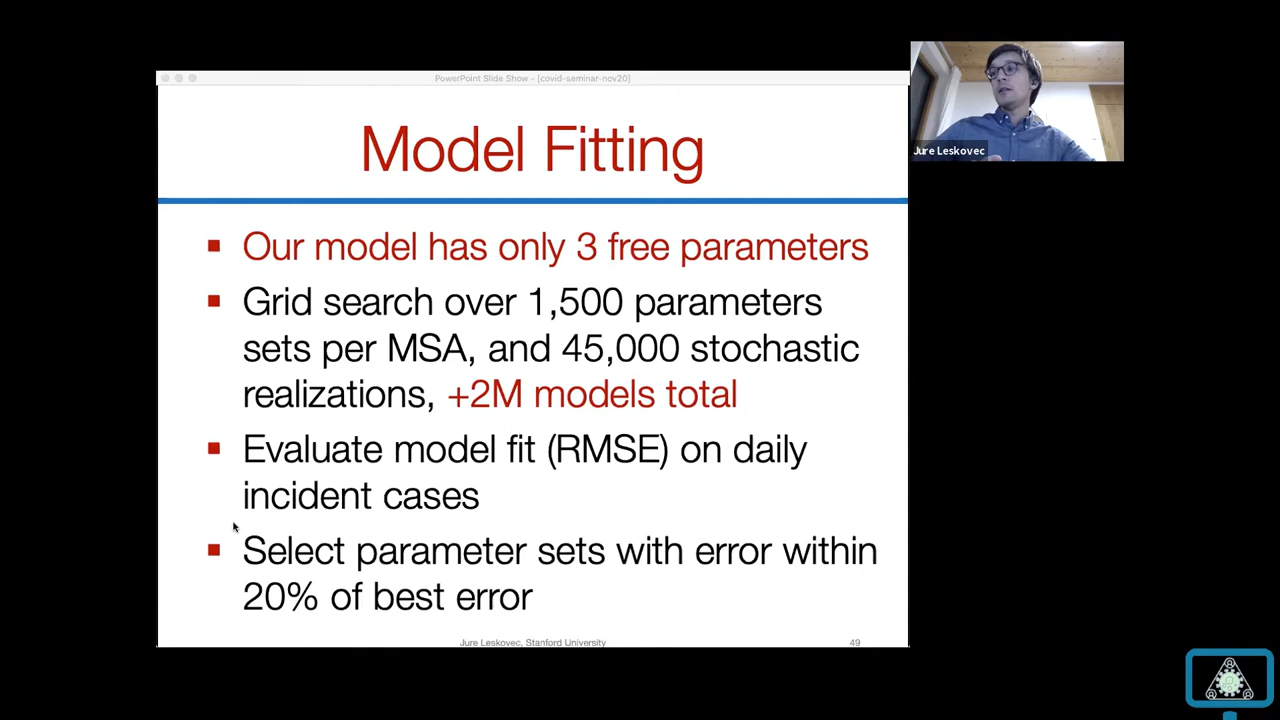 PowerPoint Slide Show - [covid-seminar-nov20]
Model Fitting
Our model has only 3 free parameters
Grid search over 1,500 parameters
sets per MSA, and 45,000 stochastic
realizations, +2M models total
Evaluate model fit (RMSE) on daily
incident cases
Select parameter sets with error within
20% of best error
Jure Leskovec, Stanford University
49
Jure Leskovec